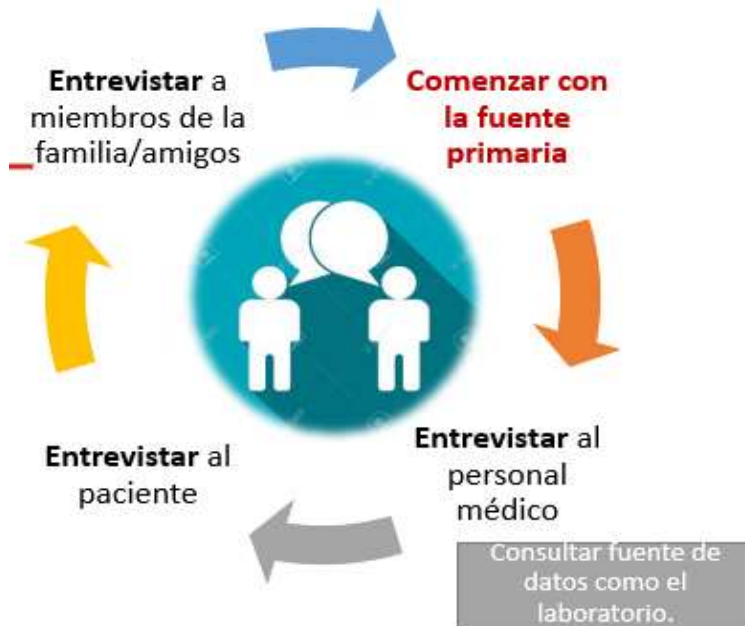 Entrevistar a
miembros de la
familia/amigos
Comenzar con
la fuente
primaria
Entrevistar al
personal
médico
Consultar fuente de
datos como el
laboratorio.
Entrevistar al
paciente